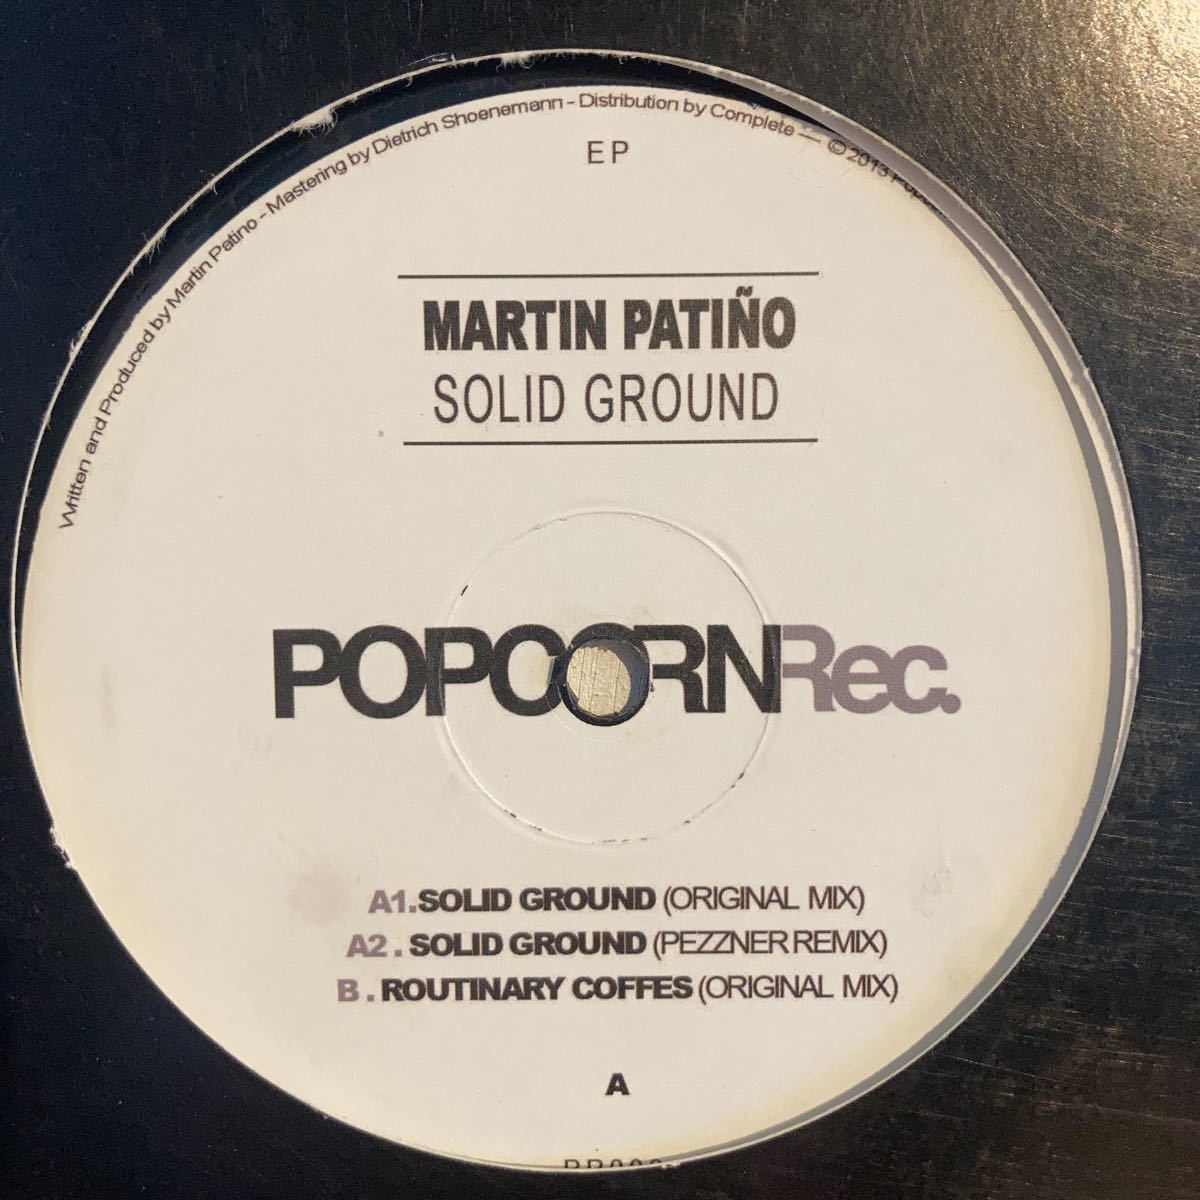 Written and Produced by Martin Patino - Mastering by Dietrich Shoenemann - Distribution by Complete — © 2013
EP
MARTIN PATIÑO
SOLID GROUND
POPCORNRec.
A1.SOLID GROUND (ORIGINAL MIX)
A2. SOLID GROUND (PEZZNER REMIX)
B. ROUTINARY COFFES (ORIGINAL MIX)
A